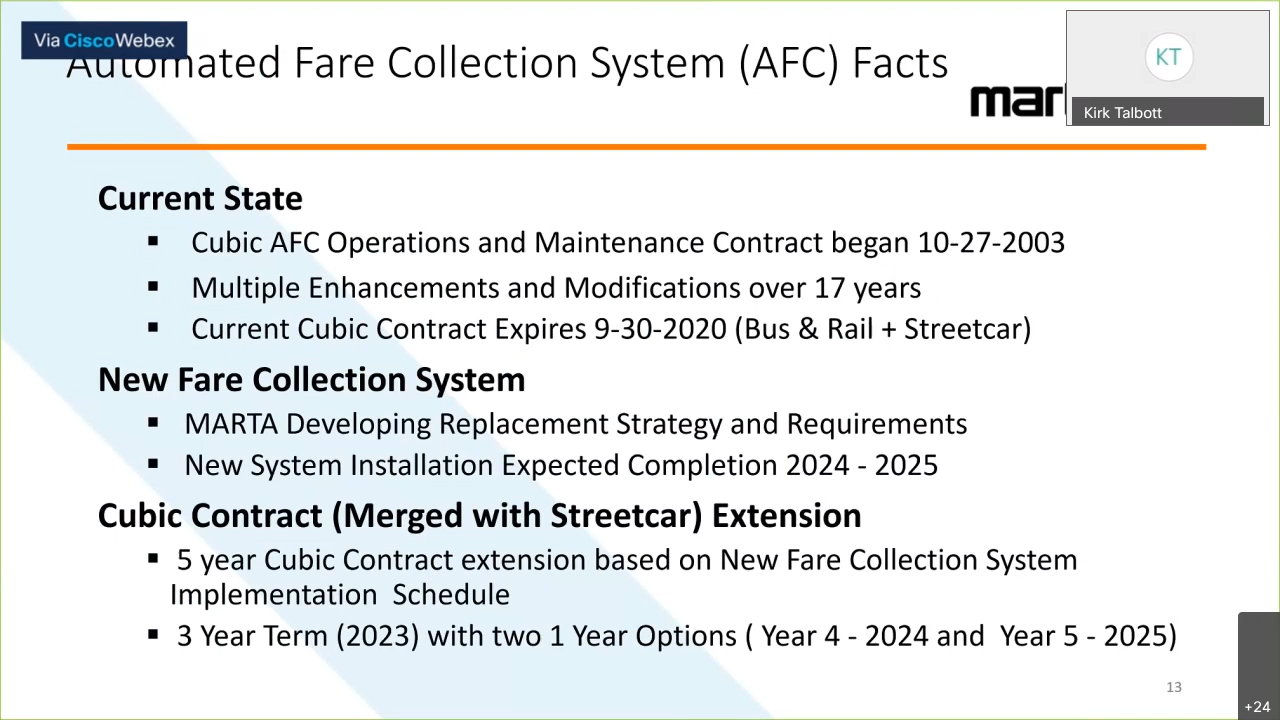 Via Cisco Webex
Automated Fare Collection System (AFC) Facts
KT
Kirk Talbott
Current State
▪ Cubic AFC Operations and Maintenance Contract began 10-27-2003
▪ Multiple Enhancements and Modifications over 17 years
▪ Current Cubic Contract Expires 9-30-2020 (Bus & Rail + Streetcar)
New Fare Collection System
▪ MARTA Developing Replacement Strategy and Requirements
▪ New System Installation Expected Completion 2024 - 2025
Cubic Contract (Merged with Streetcar) Extension
▪ 5 year Cubic Contract extension based on New Fare Collection System
Implementation Schedule
▪ 3 Year Term (2023) with two 1 Year Options ( Year 4 - 2024 and Year 5 - 2025)
13
+24